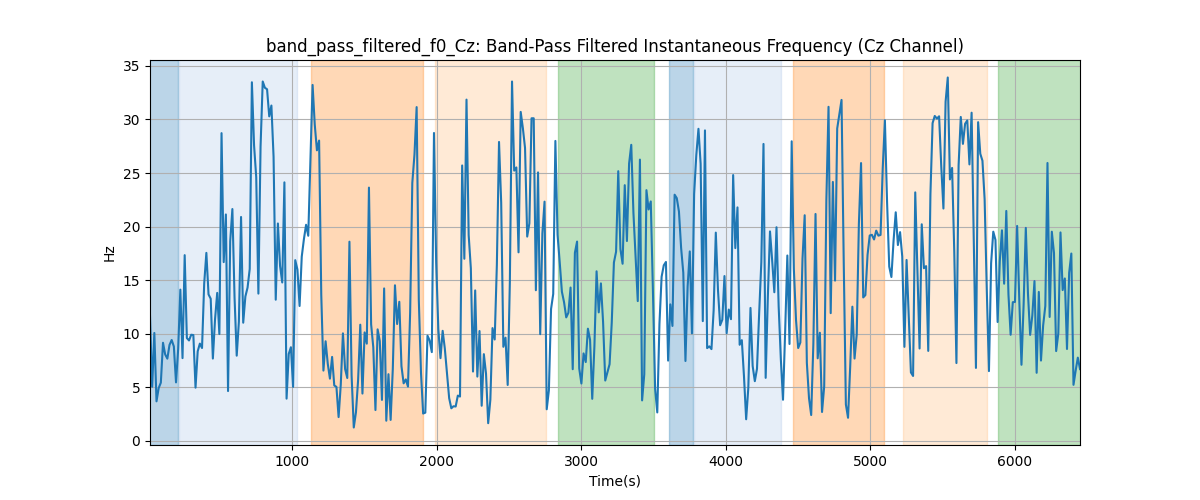 band_pass_filtered_f0_Cz: Band-Pass Filtered Instantaneous Frequency (Cz Channel)
35
30
25
20
15
10
5
0
Hz
1000 2000 3000 4000 5000 6000
Time(s)